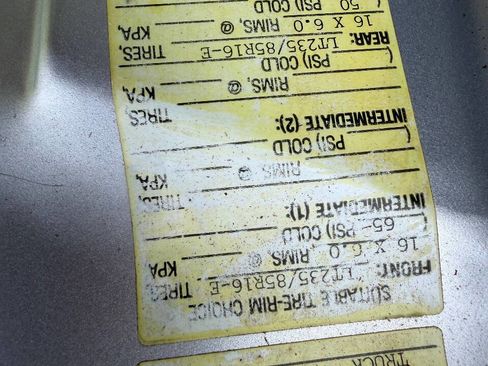 TRUCK
SUITABLE TIRE-RIM CHOICE
FRONT: LT235/85R16-E TIRES,
16 X 6.0 RIMS, @ KPA
( 65 PSI) COLD
INTERMEDIATE (1):
TIRES,
RIMS @ KPA,
( PSI) COLD
INTERMEDIATE (2):
TIRES,
RIMS, @ KPA,
( PSI) COLD
REAR: LT235/85R16-E TIRES,
16 X 6.0 RIMS, @ KPA,
( 50 PSI) COLD